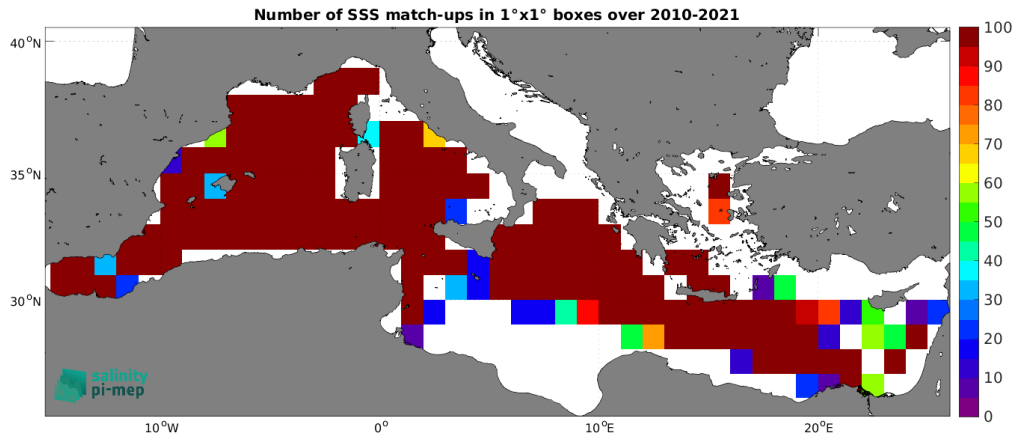 Number of SSS match-ups in 1°x1° boxes over 2010-2021
40°N
35°N
30°N
10°W
0°
10°E
20°E
100
90
80
70
60
50
40
30
20
10
0
salinity
pi-mep